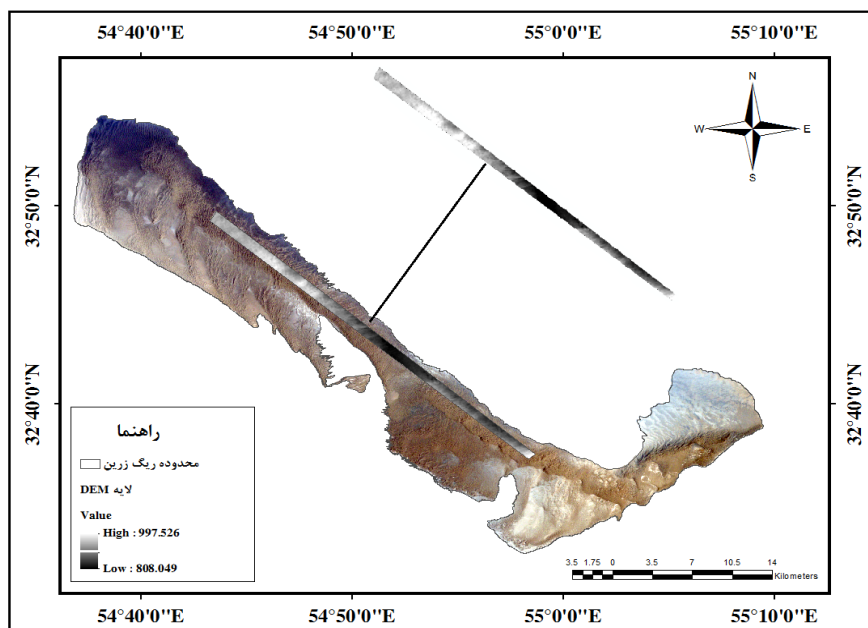 54°40'0"E 54°50'0"E 55°0'0"E 55°10'0"E
N
W E
S
32°50'0"N 32°50'0"N
32°40'0"N 32°40'0"N
راهنما
محدوده ریگ زرین
لایه DEM
Value
High : 997.526
Low : 808.049
3.5 1.75 0 3.5 7 10.5 14
Kilometers
54°40'0"E 54°50'0"E 55°0'0"E 55°10'0"E